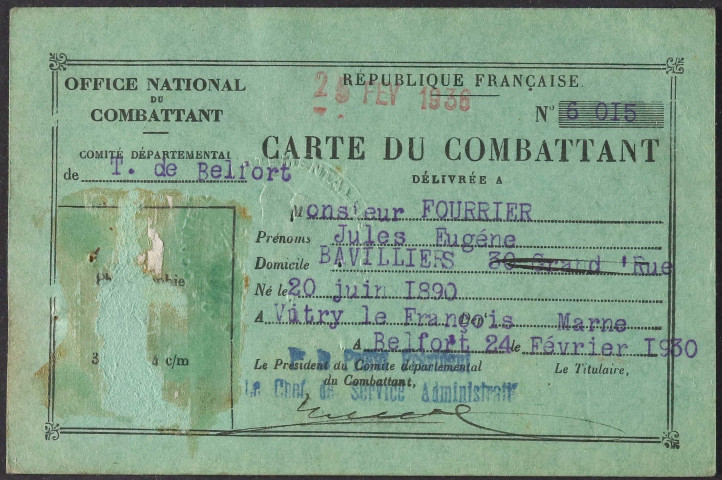 OFFICE NATIONAL
DU
COMBATTANT
COMITÉ DÉPARTEMENTAL
de T. de Belfort
RÉPUBLIQUE FRANÇAISE
FEV 1936
N° 6 015
CARTE DU COMBATTANT
DÉLIVRÉE A
Monsieur FOURRIER
Prénoms Jules Eugéne
Domicile BAVILLIERS 30 Grand 'Rue
Né le 20 juin 1890
A Vitry le François Marne
A Belfort 24 le Février 1930
Le Président du Comité départemental
du Combattant,
Le Titulaire,
Le Chef de Service Administratif
c/m